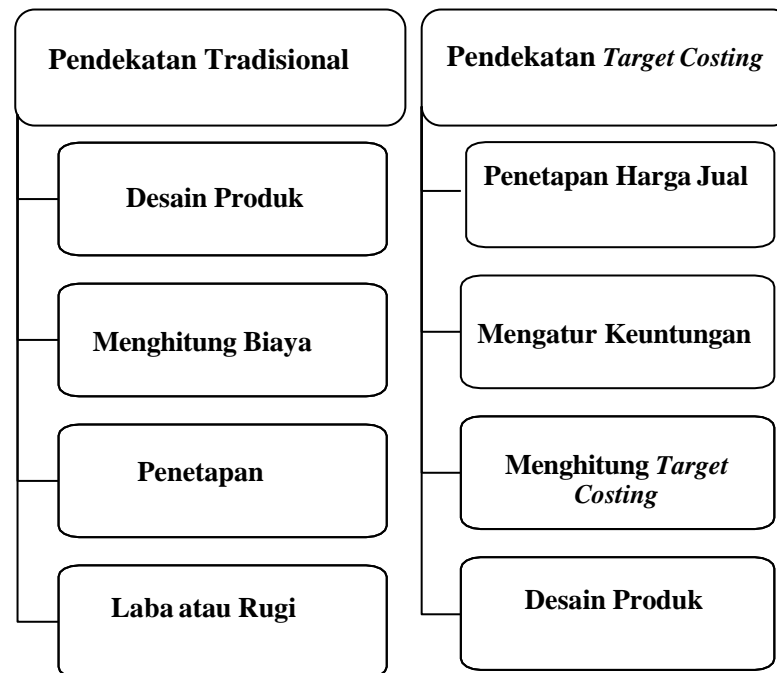 Pendekatan Tradisional
Desain Produk
Menghitung Biaya
Penetapan
Laba atau Rugi
Pendekatan Target Costing
Penetapan Harga Jual
Mengatur Keuntungan
Menghitung Target
Costing
Desain Produk